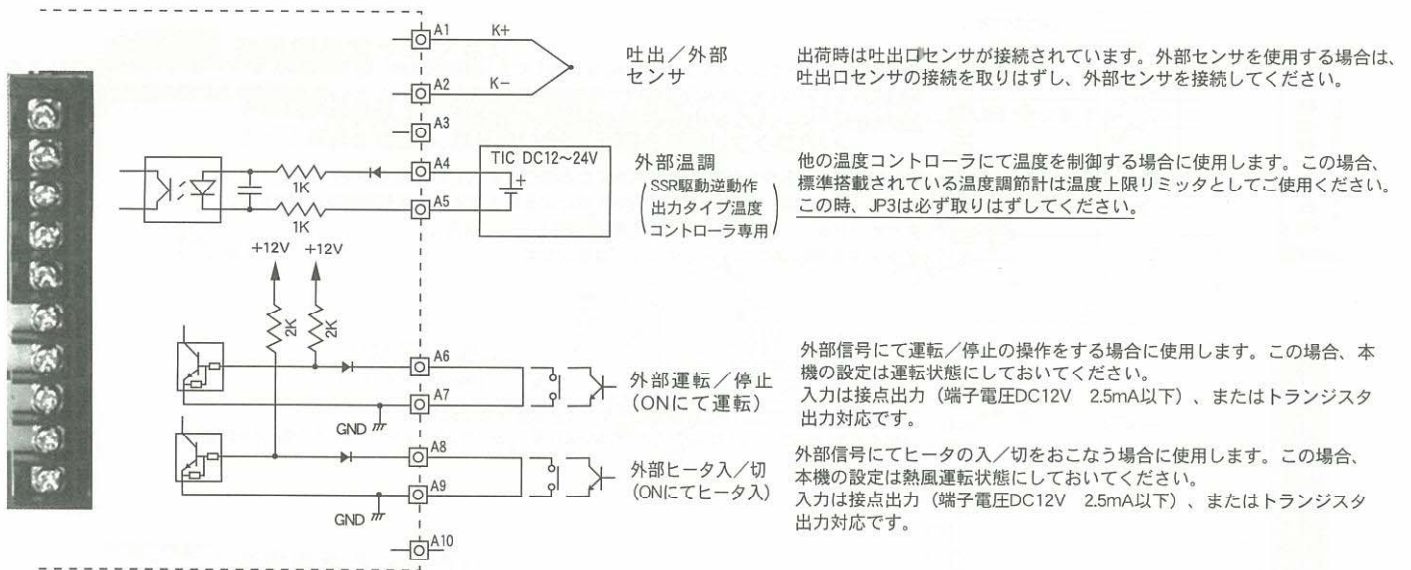 A1
K+
吐出／外部
センサ
出荷時は吐出口センサが接続されています。外部センサを使用する場合は、
吐出口センサの接続を取りはずし、外部センサを接続してください。
A2
K−
A3
A4
TIC DC12〜24V
+
1K
A5
1K
外部温調
(SSR駆動逆動作
出力タイプ温度
コントローラ専用)
他の温度コントローラにて温度を制御する場合に使用します。この場合、
標準搭載されている温度調節計は温度上限リミッタとしてご使用ください。
この時、JP3は必ず取りはずしてください。
+12V +12V
2K 2K
A6
A7
GND
外部運転／停止
(ONにて運転)
外部信号にて運転／停止の操作をする場合に使用します。この場合、本
機の設定は運転状態にしておいてください。
入力は接点出力（端子電圧DC12V 2.5mA以下）、またはトランジスタ
出力対応です。
A8
A9
GND
外部ヒータ入／切
(ONにてヒータ入)
外部信号にてヒータの入／切をおこなう場合に使用します。この場合、
本機の設定は熱風運転状態にしておいてください。
入力は接点出力（端子電圧DC12V 2.5mA以下）、またはトランジスタ
出力対応です。
A10